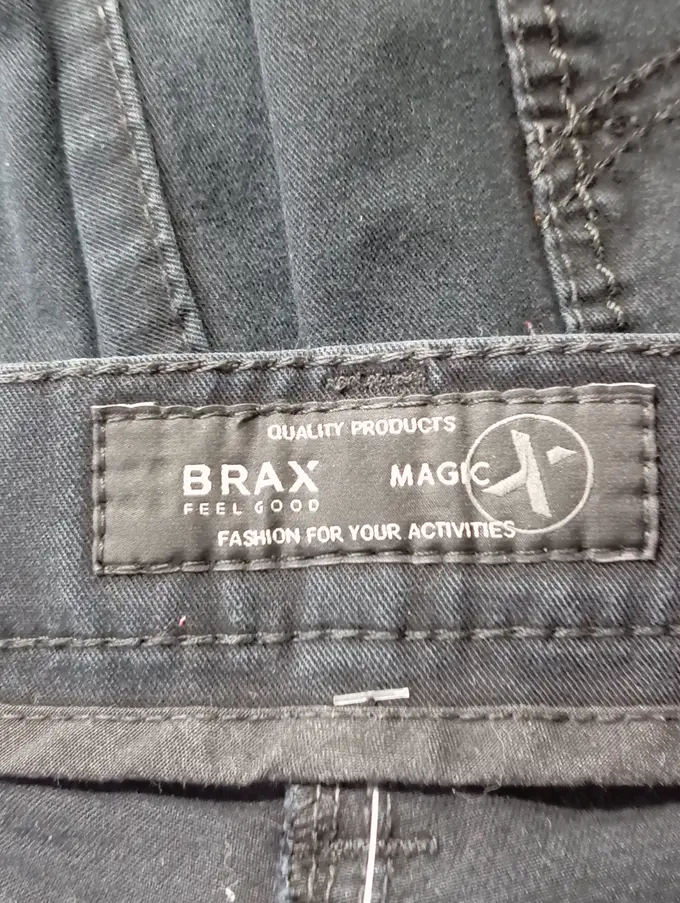 QUALITY PRODUCTS
BRAX MAGIC X
FEEL GOOD
FASHION FOR YOUR ACTIVITIES